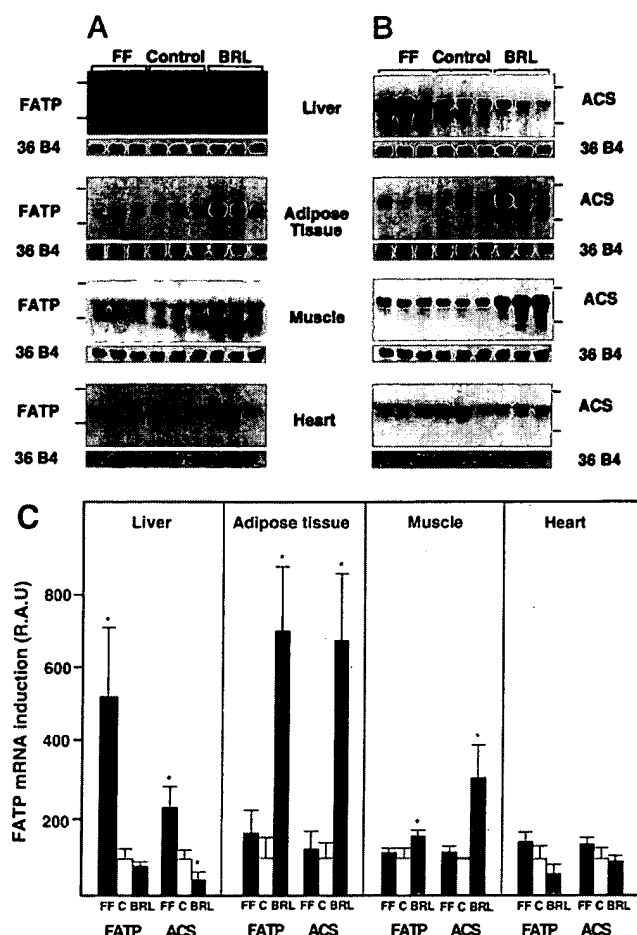 A
B
FF Control BRL
FF Control BRL
FATP
Liver
ACS
36 B4
36 B4
FATP
Adipose
Tissue
ACS
36 B4
36 B4
FATP
Muscle
ACS
36 B4
36 B4
FATP
Heart
ACS
36 B4
36 B4
C
Liver
Adipose tissue
Muscle
Heart
FATP mRNA induction (R.A.U)
800
600
400
200
* * * * * * *
FF C BRL FF C BRL FF C BRL FF C BRL FF C BRL FF C BRL FF C BRL FF C BRL
FATP ACS FATP ACS FATP ACS FATP ACS